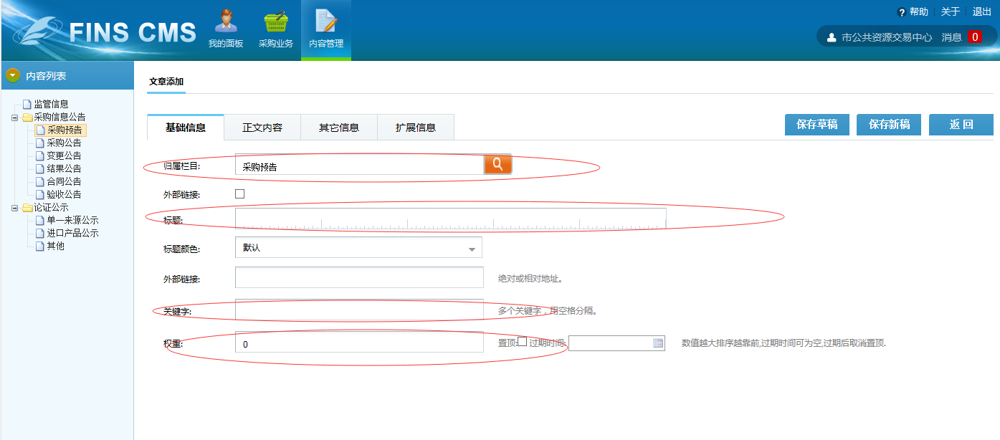 FINS CMS
我的面板
采购业务
内容管理
? 帮助 关于 退出
市公共资源交易中心 消息 0
内容列表
监管信息
采购信息公告
采购预告
采购公告
变更公告
结果公告
合同公告
验收公告
论证公示
单一来源公示
进口产品公示
其他
文章添加
基础信息 正文内容 其它信息 扩展信息 保存草稿 保存新稿 返 回
归属栏目: 采购预告
外部链接:
标题:
标题颜色: 默认
外部链接: 绝对或相对地址。
关键字: 多个关键字，用空格分隔。
权重: 0 置顶: 过期时间: 数值越大排序越靠前,过期时间可为空,过期后取消置顶.